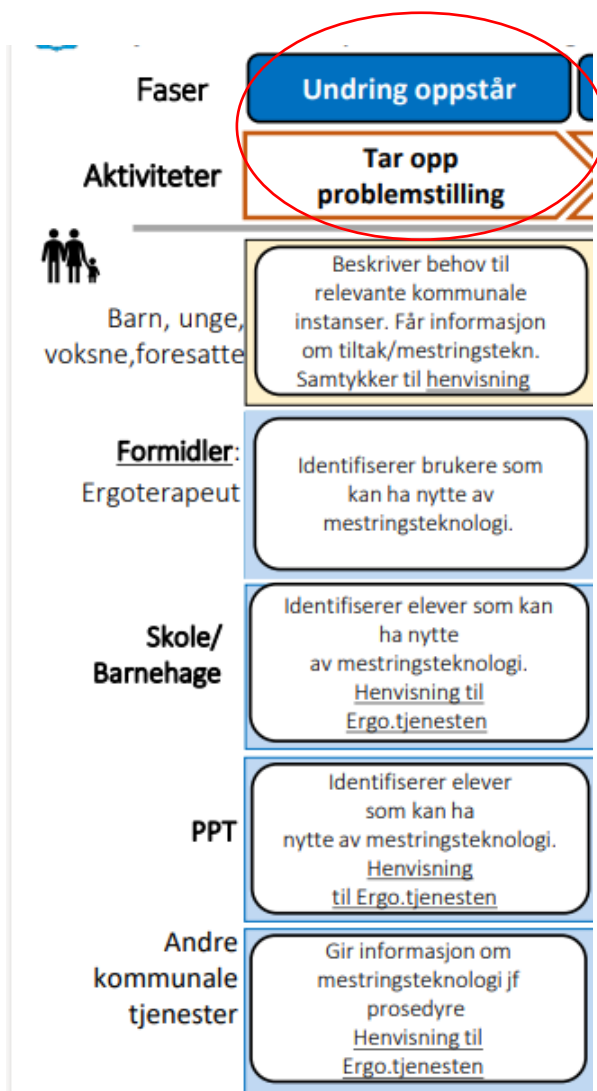 Faser
Undring oppstår
Aktiviteter
Tar opp
problemstilling
Barn, unge,
voksne,foresatte
Beskriver behov til
relevante kommunale
instanser. Får informasjon
om tiltak/mestringstekn.
Samtykker til henvisning
Formidler:
Ergoterapeut
Identifiserer brukere som
kan ha nytte av
mestringsteknologi.
Skole/
Barnehage
Identifiserer elever som kan
ha nytte
av mestringsteknologi.
Henvisning til
Ergo.tjenesten
PPT
Identifiserer elever
som kan ha
nytte av mestringsteknologi.
Henvisning
til Ergo.tjenesten
Andre
kommunale
tjenester
Gir informasjon om
mestringsteknologi jf
prosedyre
Henvisning til
Ergo.tjenesten